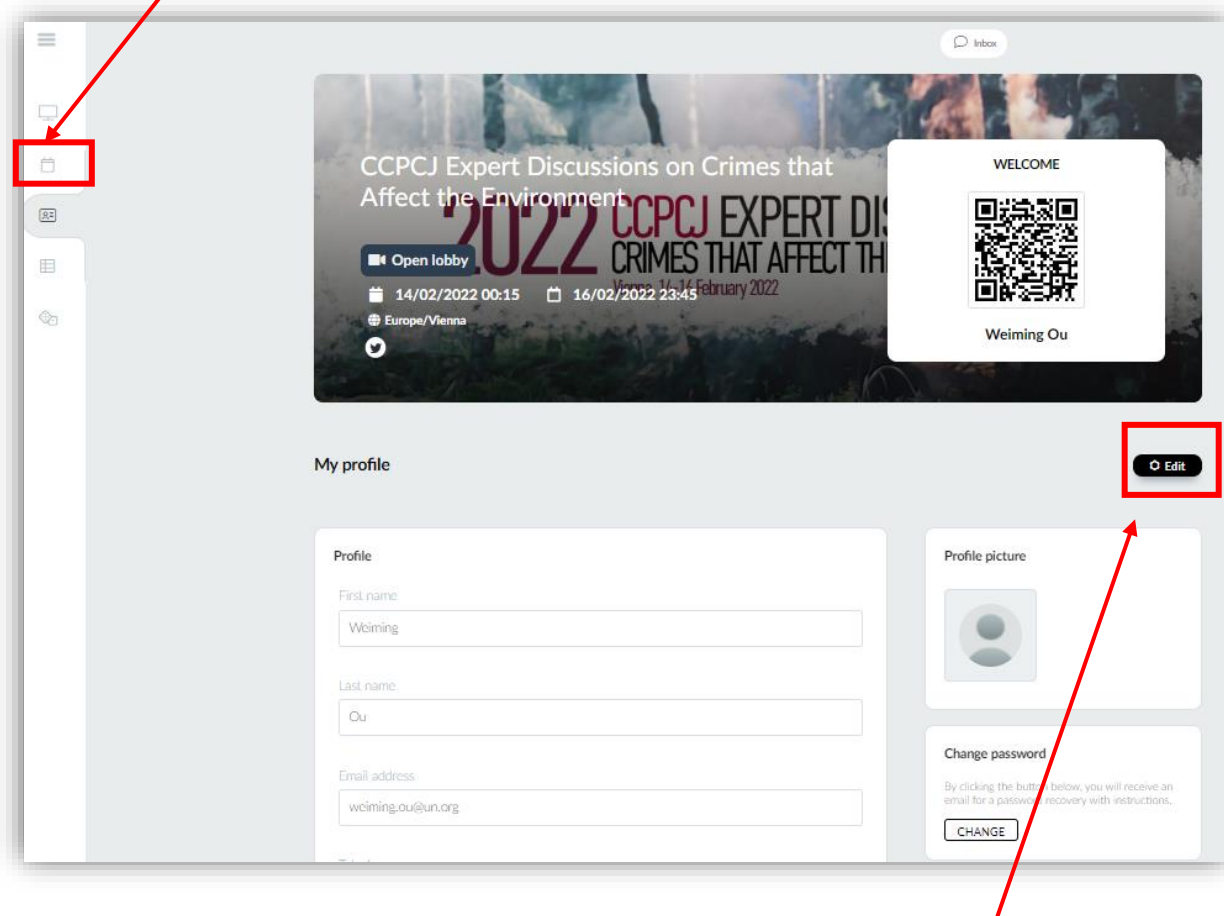 Inbox
CCPCJ Expert Discussions on Crimes that
Affect the Environment
2022 CCPCJ EXPERT DI
CRIMES THAT AFFECT TH
Vienna, 14-16 February 2022
Open lobby
14/02/2022 00:15 16/02/2022 23:45
Europe/Vienna
WELCOME
Weiming Ou
My profile
Edit
Profile
First name
Weiming
Last name
Ou
Email address
weiming.ou@un.org
Profile picture
Change password
By clicking the button below, you will receive an
email for a password recovery with instructions.
CHANGE